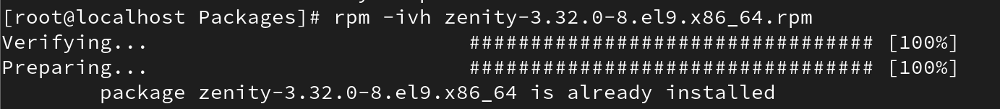 [root@localhost Packages]# rpm -ivh zenity-3.32.0-8.el9.x86_64.rpm
Verifying... ################################# [100%]
Preparing... ################################# [100%]
package zenity-3.32.0-8.el9.x86_64 is already installed